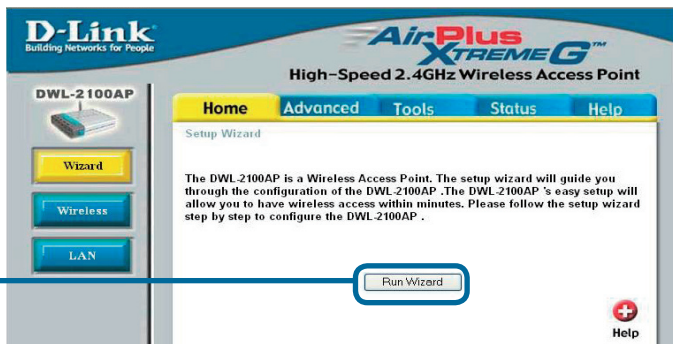 D-Link
Building Networks for People
AirPlus
XTREME G™
High-Speed 2.4GHz Wireless Access Point
DWL-2100AP
Home Advanced Tools Status Help
Setup Wizard
Wizard
Wireless
LAN
The DWL-2100AP is a Wireless Access Point. The setup wizard will guide you
through the configuration of the DWL-2100AP .The DWL-2100AP 's easy setup will
allow you to have wireless access within minutes. Please follow the setup wizard
step by step to configure the DWL-2100AP .
Run Wizard
Help